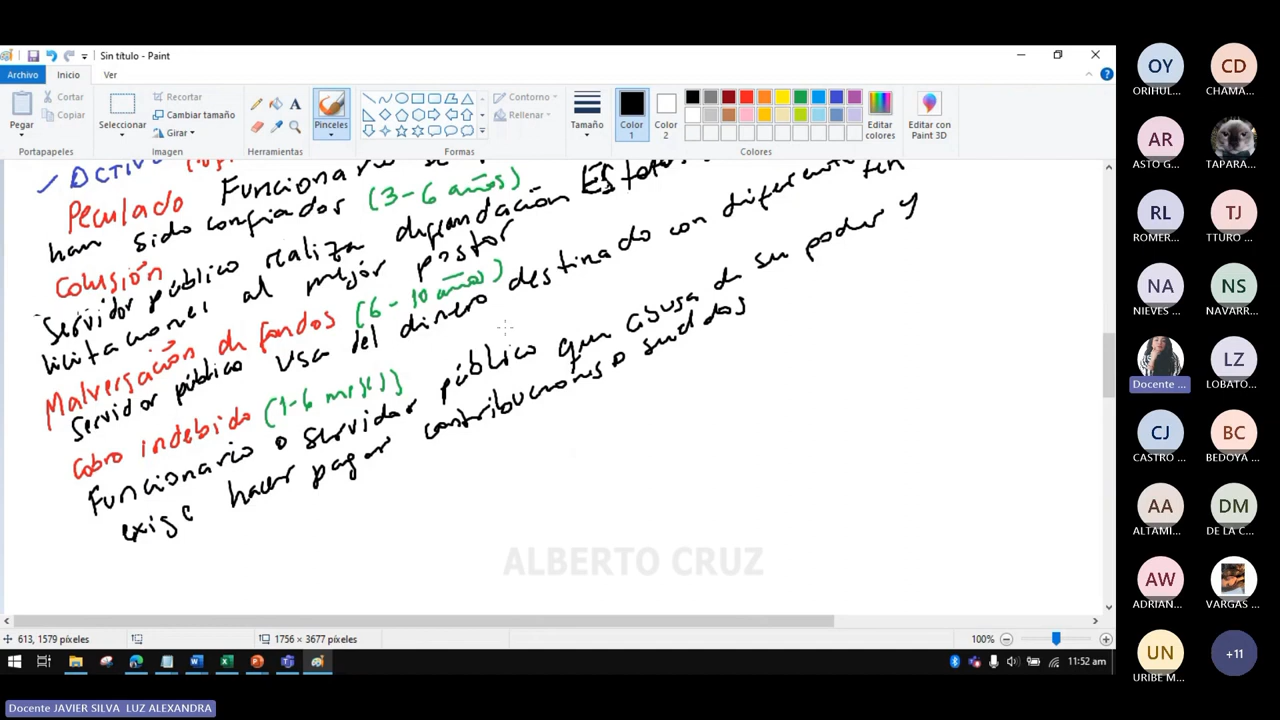 Sin título - Paint
Archivo Inicio Ver
Pegar
Cortar
Copiar
Portapapeles
Seleccionar
Recortar
Cambiar tamaño
Girar
Imagen
Herramientas
Pinceles
Contorno
Rellenar
Formas
Tamaño
Color 1
Color 2
Editar colores
Colores
Editar con Paint 3D
Peculado Funcionario
han sido confiados (3-6 años)
Colusión
Servidor público realiza
licitaciones al mejor postor
Malversación de fondos (6-10 años)
Servidor público usa del dinero destinado con diferente fin
Cobro indebido (1-6 meses)
Funcionario o servidor público que abusa de su poder y
exige hacer pagar contribuciones o sueldos
ALBERTO CRUZ
613, 1579 píxeles
1756 × 3677 píxeles
100%
11:52 am
Docente JAVIER SILVA LUZ ALEXANDRA
OY
ORIHUL...
CD
CHAMA...
AR
ASTO G...
TAPARA...
RL
ROMER...
TJ
TTURO ...
NA
NIEVES ...
NS
NAVARR...
Docente ...
LZ
LOBATO...
CJ
CASTRO ...
BC
BEDOYA ...
AA
ALTAMI...
DM
DE LA C...
AW
ADRIAN...
VARGAS ...
UN
URIBE M...
+11